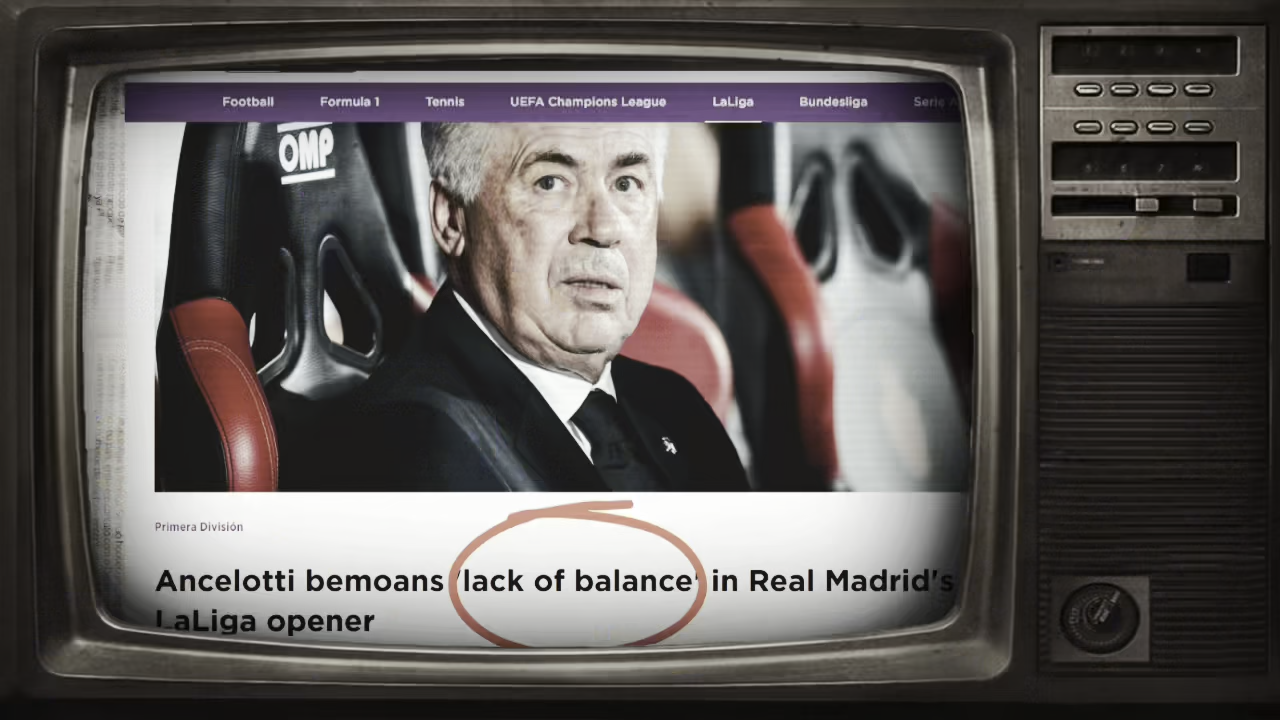 Football Formula 1 Tennis UEFA Champions League LaLiga Bundesliga Serie A
OMP
Primera División
Ancelotti bemoans 'lack of balance' in Real Madrid's
LaLiga opener